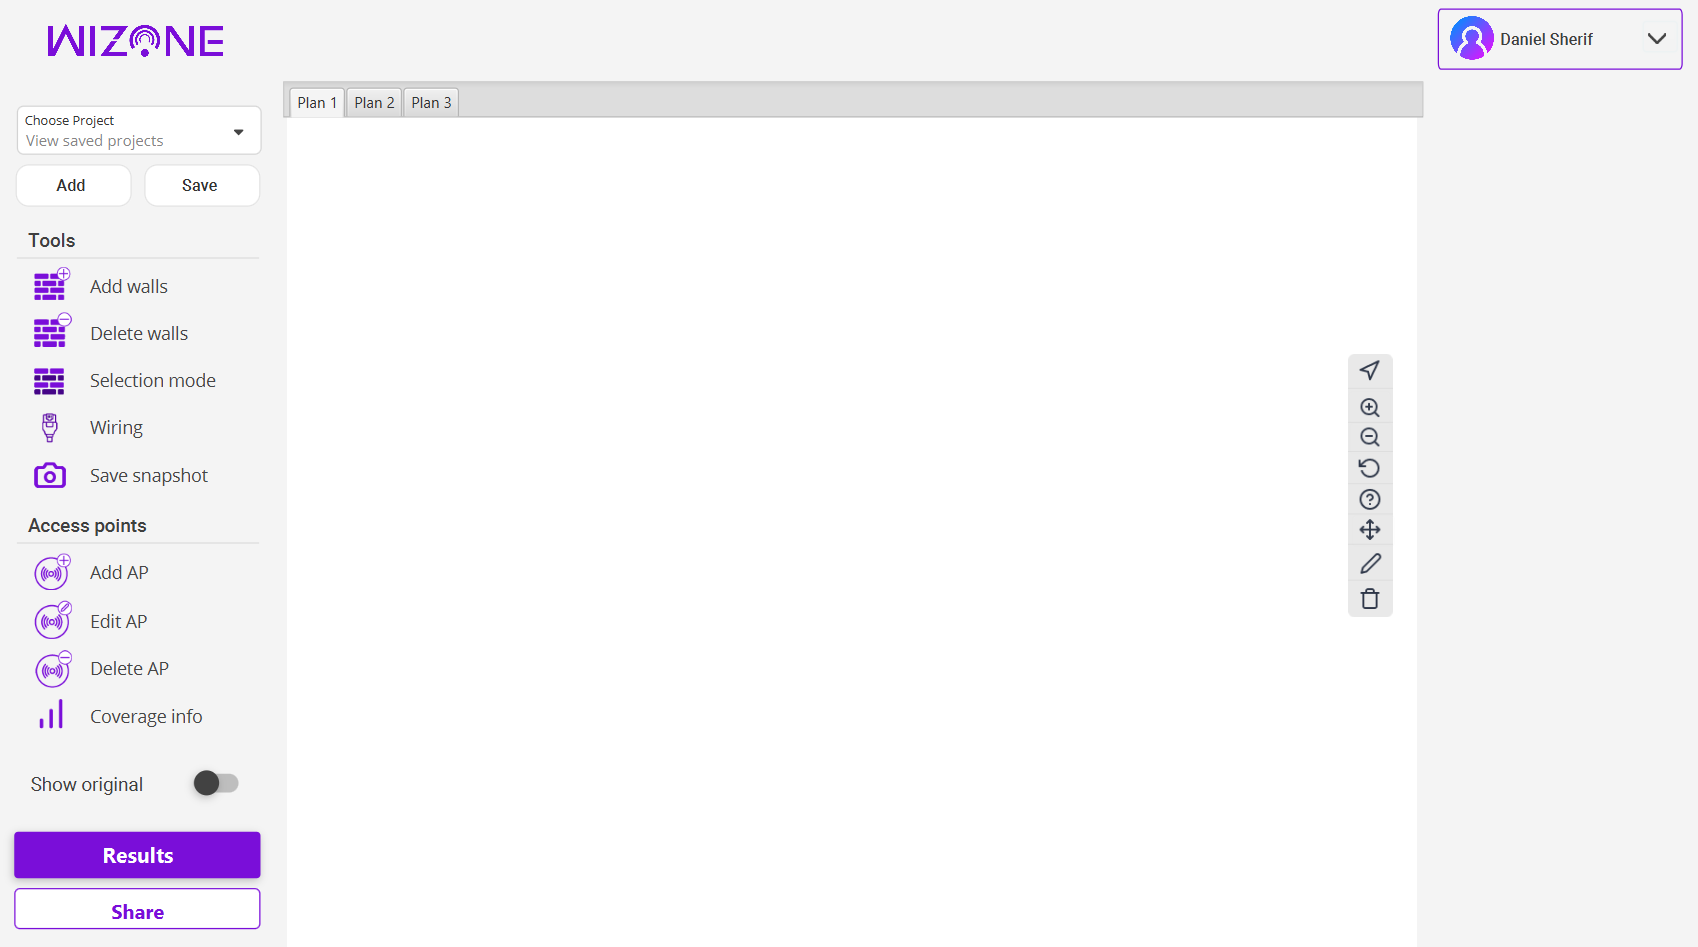 WIZONE
Daniel Sherif
Plan 1 Plan 2 Plan 3
Choose Project
View saved projects
Add Save
Tools
Add walls
Delete walls
Selection mode
Wiring
Save snapshot
Access points
Add AP
Edit AP
Delete AP
Coverage info
Show original
Results
Share